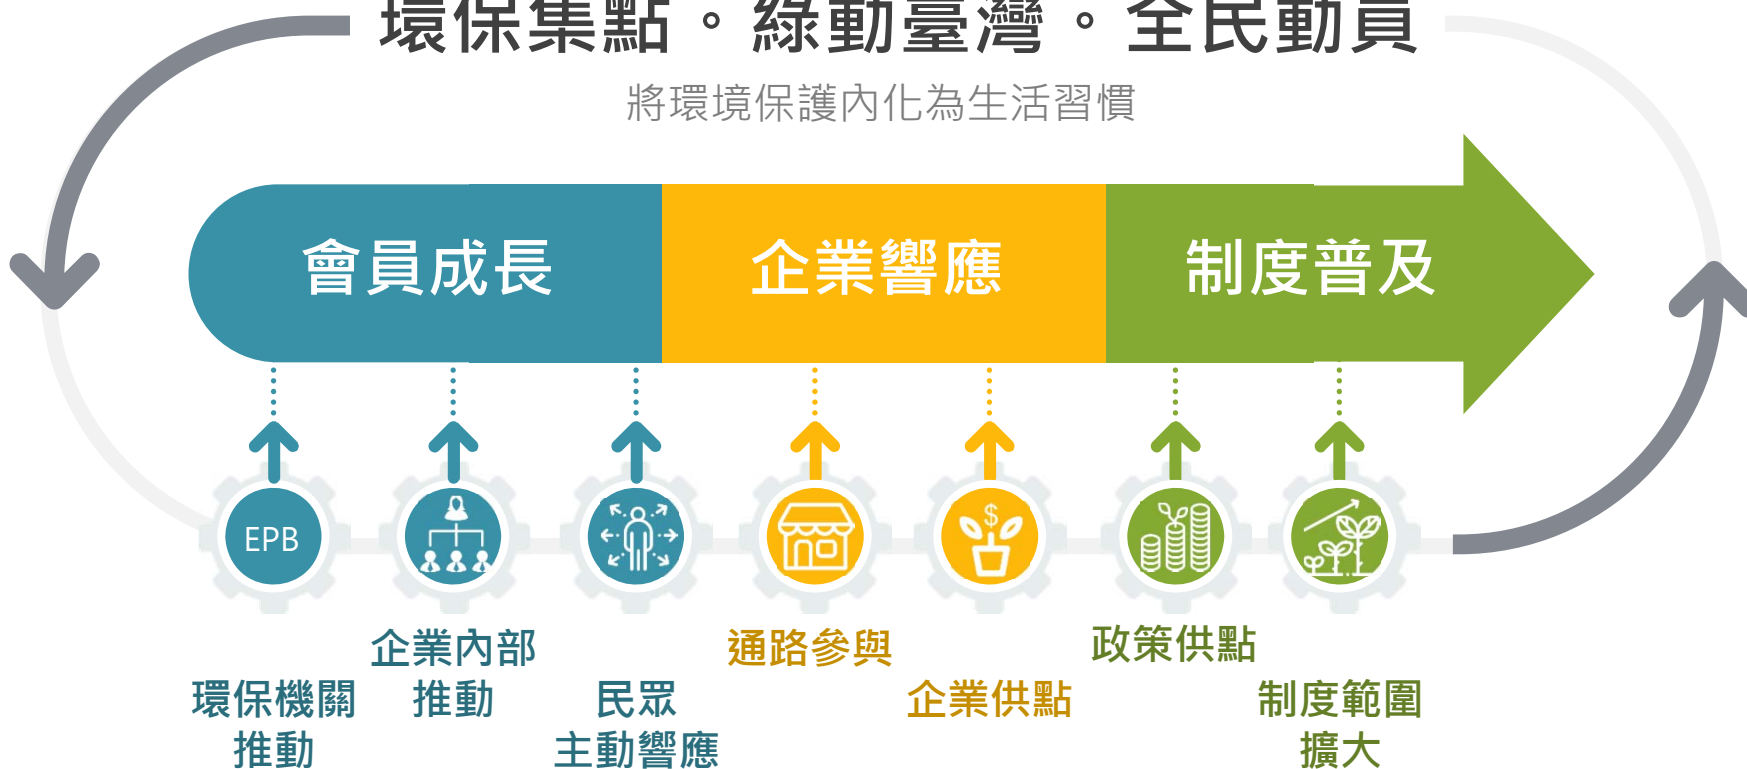 環保集點。綠動臺灣。全民動員
將環境保護內化為生活習慣
會員成長
企業響應
制度普及
EPB
$
環保機關
推動
企業內部
推動
民眾
主動響應
通路參與
企業供點
政策供點
制度範圍
擴大